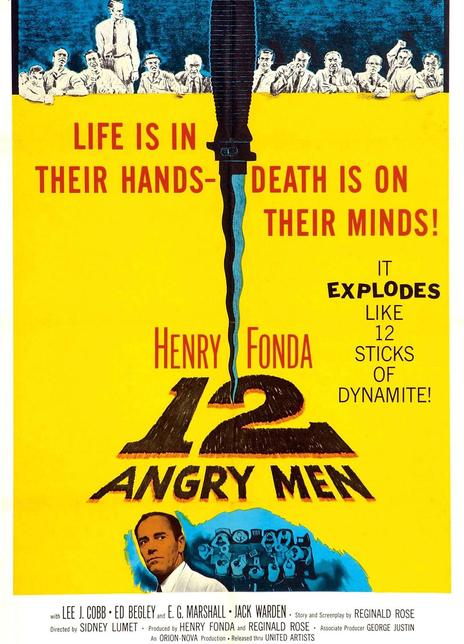 LIFE IS IN
THEIR HANDS- DEATH IS ON
THEIR MINDS!
IT
EXPLODES
LIKE
12
STICKS
OF
DYNAMITE!
HENRY FONDA
12
ANGRY MEN
with LEE J. COBB • ED BEGLEY and E. G. MARSHALL • JACK WARDEN • Story and Screenplay by REGINALD ROSE
Directed by SIDNEY LUMET • Produced by HENRY FONDA and REGINALD ROSE • Associate Producer GEORGE JUSTIN
An ORION-NOVA Production • Released thru UNITED ARTISTS